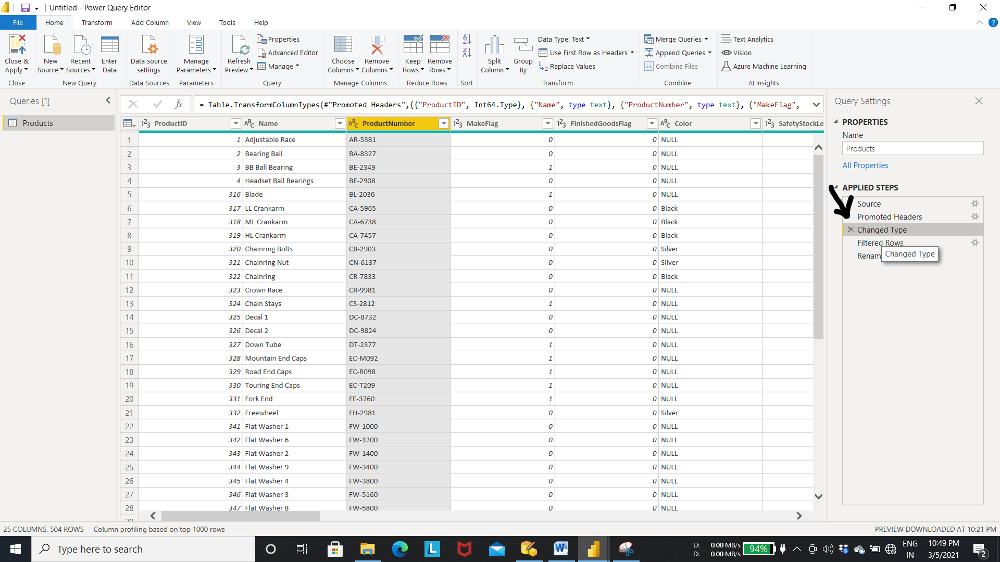 Untitled - Power Query Editor
File Home Transform Add Column View Tools Help
Close & Apply
New Source
Recent Sources
Enter Data
Data source settings
Manage Parameters
Refresh Preview
Properties
Advanced Editor
Manage
Choose Columns
Remove Columns
Keep Rows
Remove Rows
Split Column
Group By
Data Type: Text
Use First Row as Headers
Replace Values
Merge Queries
Append Queries
Combine Files
Text Analytics
Vision
Azure Machine Learning
Close New Query Data Sources Parameters Query Manage Columns Reduce Rows Sort Transform Combine AI Insights
Queries [1]
Products
fx = Table.TransformColumnTypes(#"Promoted Headers",{{"ProductID", Int64.Type}, {"Name", type text}, {"ProductNumber", type text}, {"MakeFlag",
ProductID Name ProductNumber MakeFlag FinishedGoodsFlag Color SafetyStockLe
1 1 Adjustable Race AR-5381 0 0 NULL
2 2 Bearing Ball BA-8327 0 0 NULL
3 3 BB Ball Bearing BE-2349 1 0 NULL
4 4 Headset Ball Bearings BE-2908 0 0 NULL
5 316 Blade BL-2036 1 0 NULL
6 317 LL Crankarm CA-5965 0 0 Black
7 318 ML Crankarm CA-6738 0 0 Black
8 319 HL Crankarm CA-7457 0 0 Black
9 320 Chainring Bolts CB-2903 0 0 Silver
10 321 Chainring Nut CN-6137 0 0 Silver
11 322 Chainring CR-7833 0 0 Black
12 323 Crown Race CR-9981 0 0 NULL
13 324 Chain Stays CS-2812 1 0 NULL
14 325 Decal 1 DC-8732 0 0 NULL
15 326 Decal 2 DC-9824 0 0 NULL
16 327 Down Tube DT-2377 1 0 NULL
17 328 Mountain End Caps EC-M092 1 0 NULL
18 329 Road End Caps EC-R098 1 0 NULL
19 330 Touring End Caps EC-T209 1 0 NULL
20 331 Fork End FE-3760 1 0 NULL
21 332 Freewheel FH-2981 0 0 Silver
22 341 Flat Washer 1 FW-1000 0 0 NULL
23 342 Flat Washer 6 FW-1200 0 0 NULL
24 343 Flat Washer 2 FW-1400 0 0 NULL
25 344 Flat Washer 9 FW-3400 0 0 NULL
26 345 Flat Washer 4 FW-3800 0 0 NULL
27 346 Flat Washer 3 FW-5160 0 0 NULL
28 347 Flat Washer 8 FW-5800 0 0 NULL
Query Settings
PROPERTIES
Name
Products
All Properties
APPLIED STEPS
Source
Promoted Headers
Changed Type
Filtered Rows
Renam
Changed Type
25 COLUMNS, 504 ROWS Column profiling based on top 1000 rows
PREVIEW DOWNLOADED AT 10:21 PM
Type here to search
U: 0.00 MB/s
D: 0.00 MB/s
94%
ENG
IN
10:49 PM
3/5/2021
2